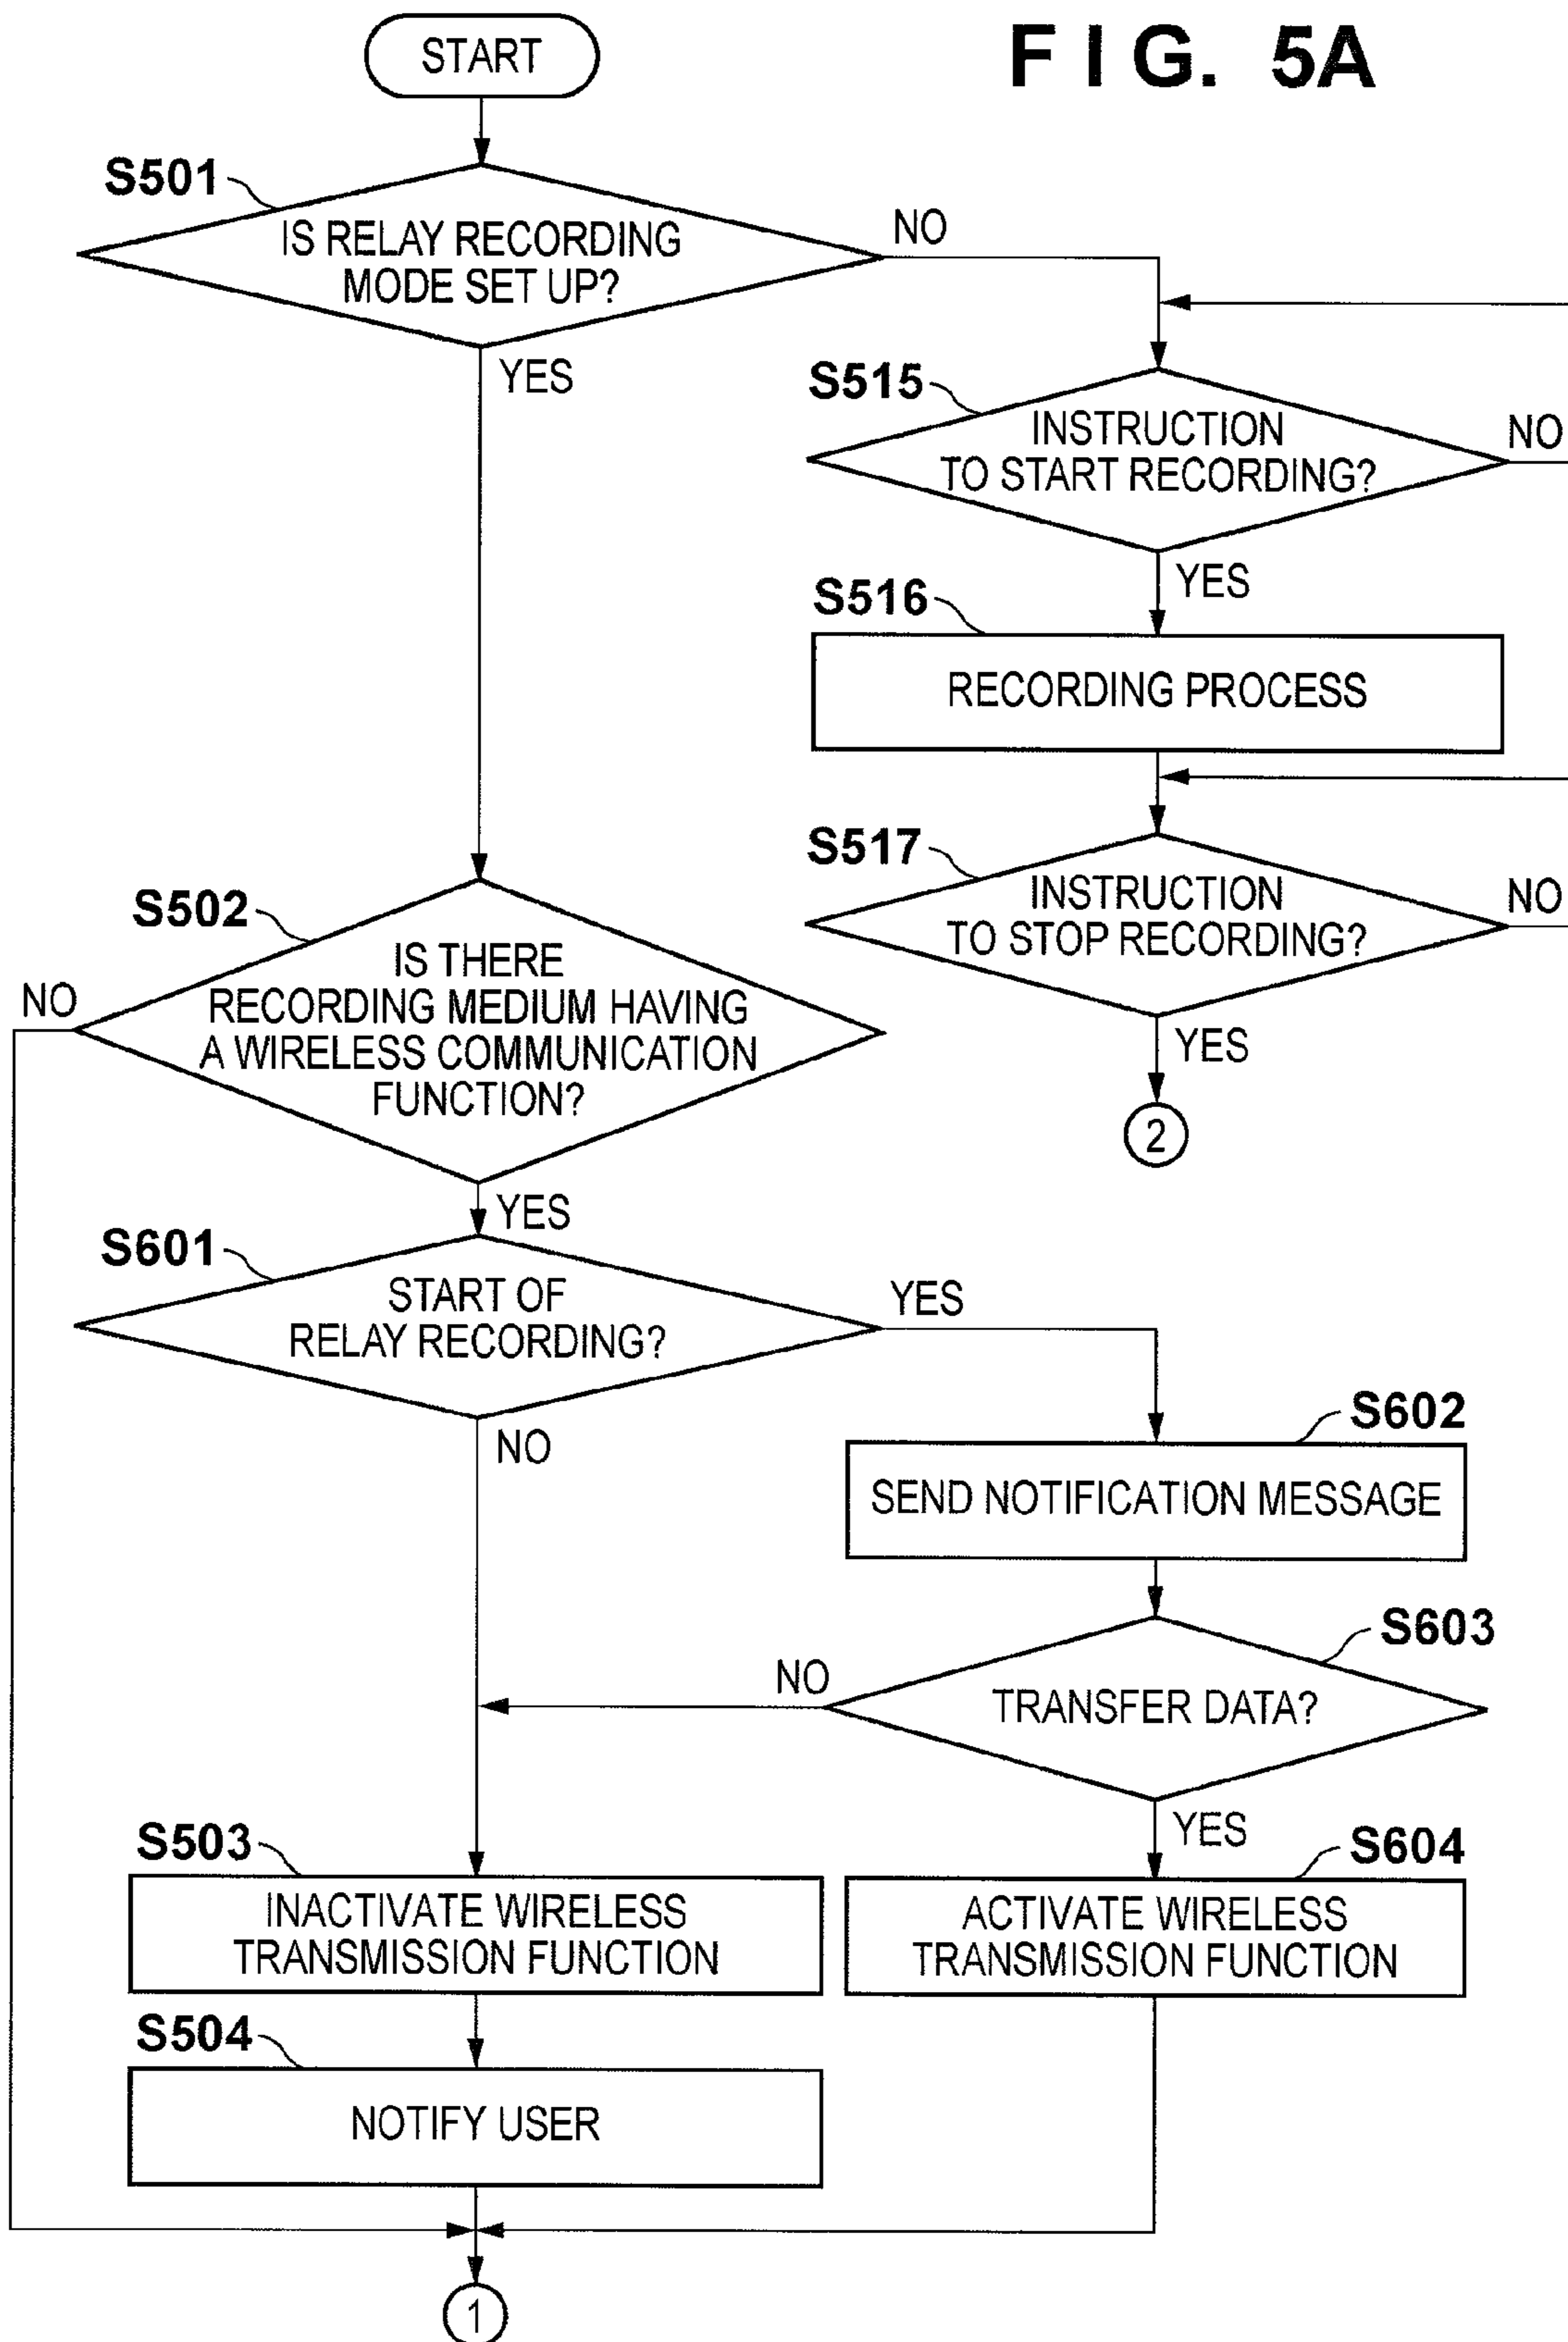 START
FIG. 5A
S501
IS RELAY RECORDING
MODE SET UP?
NO
YES
S515
INSTRUCTION
TO START RECORDING?
NO
YES
S516
RECORDING PROCESS
S517
INSTRUCTION
TO STOP RECORDING?
NO
YES
2
S502
IS THERE
RECORDING MEDIUM HAVING
A WIRELESS COMMUNICATION
FUNCTION?
NO
YES
S601
START OF
RELAY RECORDING?
YES
NO
S602
SEND NOTIFICATION MESSAGE
S603
TRANSFER DATA?
NO
YES
S503
INACTIVATE WIRELESS
TRANSMISSION FUNCTION
S604
ACTIVATE WIRELESS
TRANSMISSION FUNCTION
S504
NOTIFY USER
1